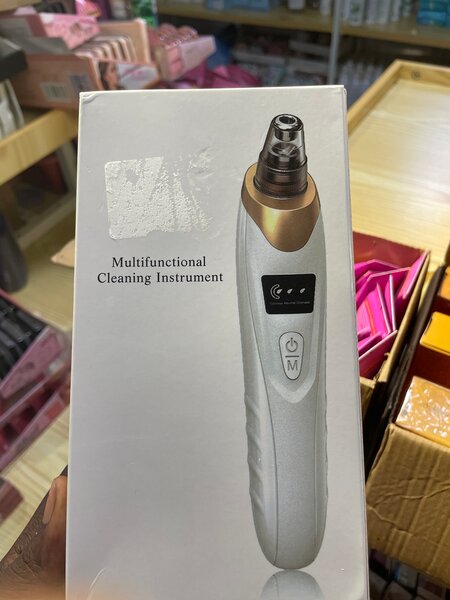 Multifunctional
Cleaning Instrument
M